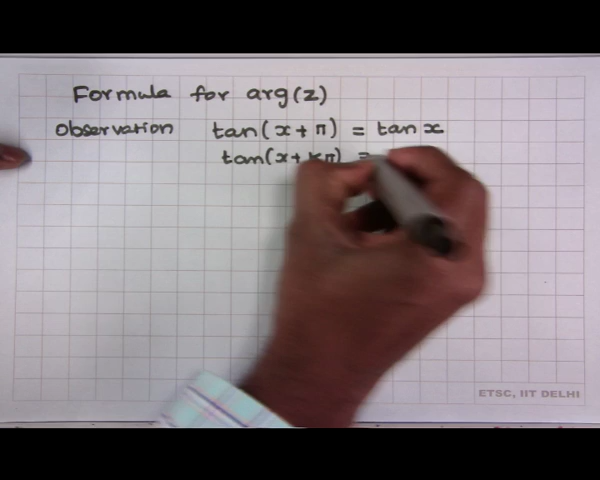 Formula for arg(z)
Observation tan(x + π) = tan x
tan(x + kπ) =
ETSC, IIT DELHI